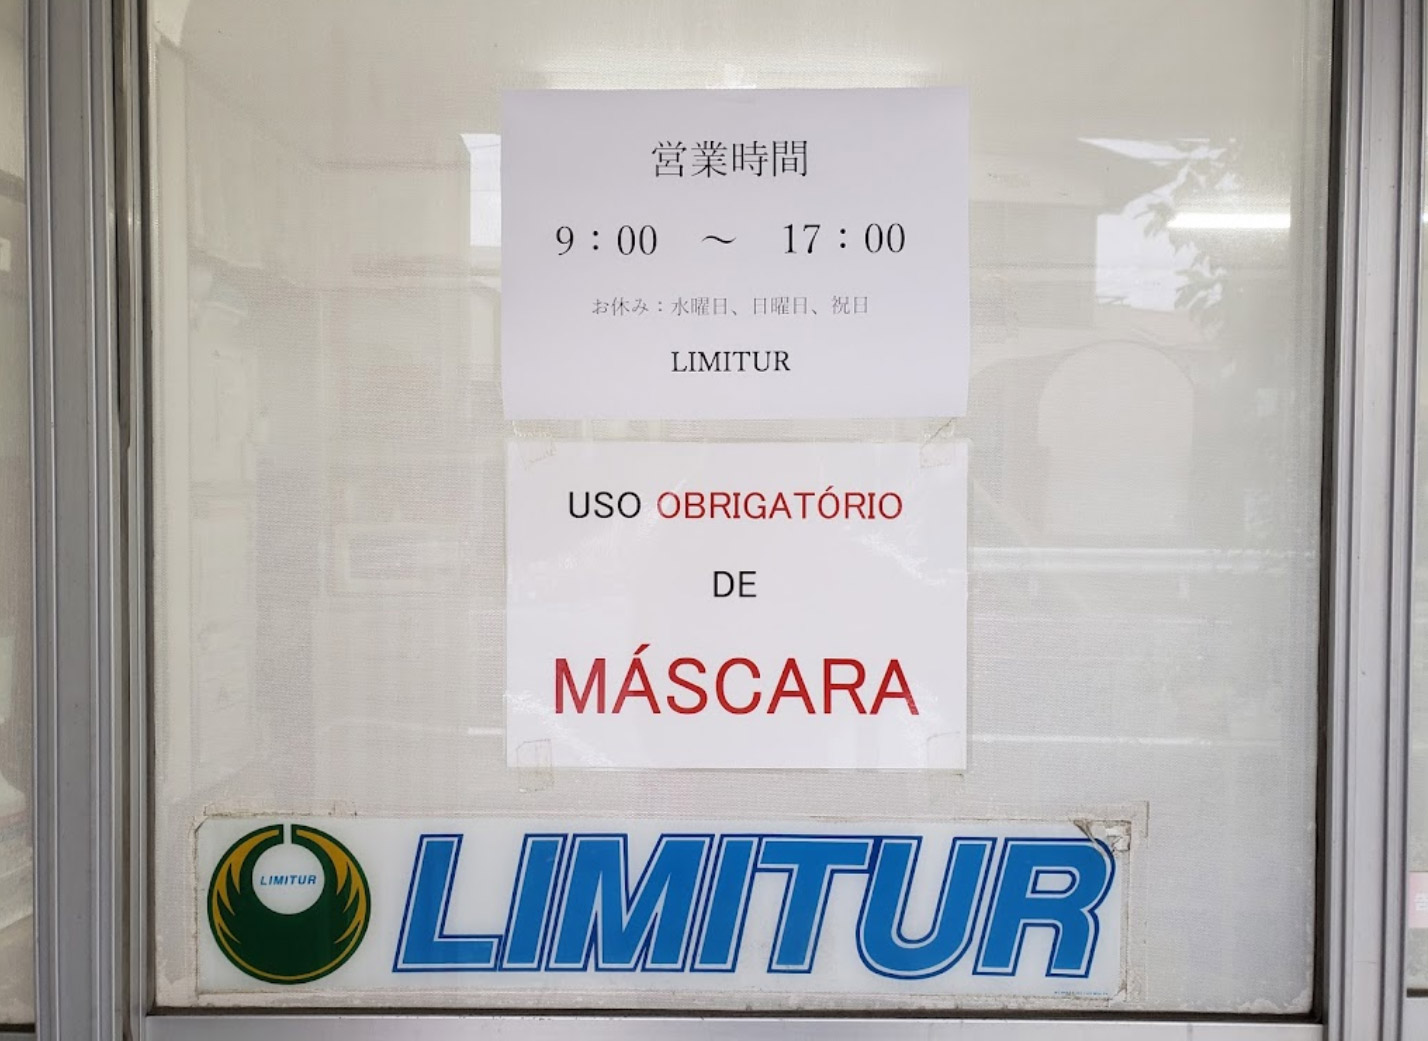 営業時間
9：00　～　17：00
お休み：水曜日、日曜日、祝日
LIMITUR
USO OBRIGATÓRIO
DE
MÁSCARA
LIMITUR
LIMITUR